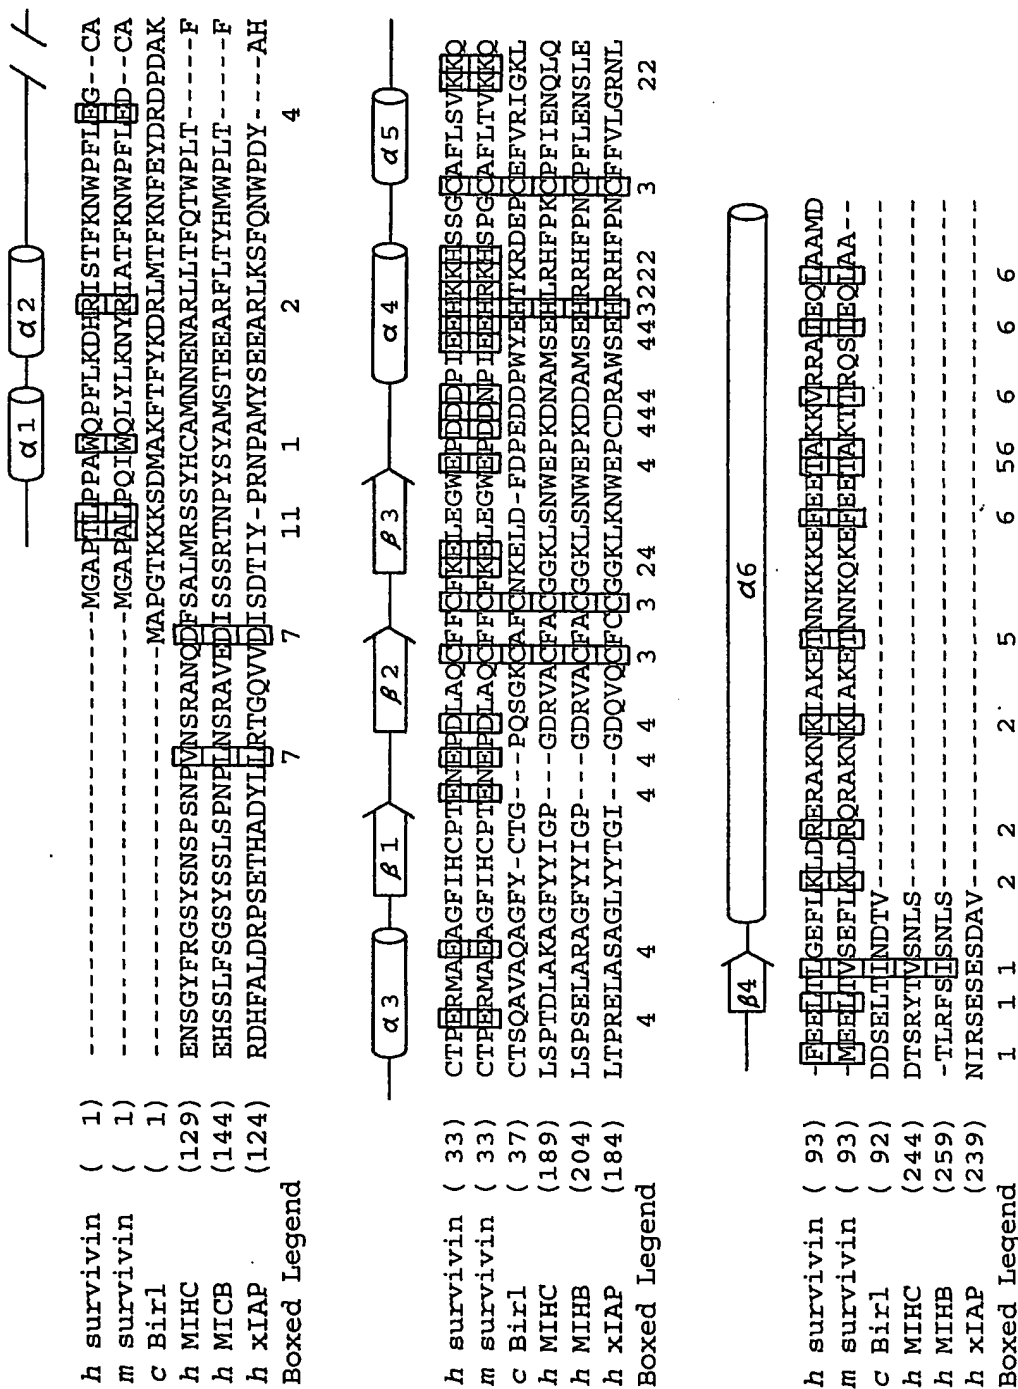 α1 α2
h survivin ( 1) --------------------------MGAPTLPPAWQPFLKDHRISTFKNWPFLEG--CA
m survivin ( 1) --------------------------MGAPALPQIWQLYLKNYRIATFKNWPFLED--CA
c Birl ( 1) ------------------------MAPGTKKKSDMAKFTFYKDRLMTFKNFEYDRDPDAK
h MIHC (129) ENSGYFRGSYSNSPSNPVNSRANQDFSALMRSSYHCAMNNENARLLTFQTWPLT-----F
h MICB (144) EHSSLFSGSYSSLSPNPLNSRAVEDISSSRTNPYSYAMSTEEARFLTYHMWPLT-----F
h xIAP (124) RDHFALDRPSETHADYLLRTGQVVDISDTIY-PRNPAMYSEEARLKSFQNWPDY----AH
Boxed Legend 7 7 11 1 2 4
α3 β1 β2 β3 α4 α5
h survivin ( 33) CTPERMAEAGFIHCPTENEPDLAQCFFCFKELEGWEPDDDPIEEHKKHSSGCAFLSVKKQ
m survivin ( 33) CTPERMAEAGFIHCPTENEPDLAQCFFCFKELEGWEPDDNPIEEHRKHSPGCAFLTVKKQ
c Birl ( 37) CTSQAVAQAGFY-CTG---PQSGKCAFCNKELD-FDPEDDPWYEHTKRDEPCEFVRIGKL
h MIHC (189) LSPTDLAKAGFYYIGP---GDRVACFACGGKLSNWEPKDNAMSEHLRHFPKCPFIENQLQ
h MIHB (204) LSPSELARAGFYYIGP---GDRVACFACGGKLSNWEPKDDAMSEHRRHFPNCPFLENSLE
h xIAP (184) LTPRELASAGLYYTGI---GDQVQCFCCGGKLKNWEPCDRAWSEHRRHFPNCFFVLGRNL
Boxed Legend 4 4 4 4 4 3 3 24 4 444 443222 3 22
β4 α6
h survivin ( 93) -FEELTLGEFLKLDRERAKNKIAKETNNKKKEFEETAKKVRRAIEQLAAMD
m survivin ( 93) -MEELTVSEFLKLDRQRAKNKIAKETNNKQKEFEETAKTTRQSIEQLAA--
c Birl ( 92) DDSELTINDTV----------------------------------------
h MIHC (244) DTSRYTVSNLS----------------------------------------
h MIHB (259) -TLRFSISNLS----------------------------------------
h xIAP (239) NIRSESESDAV----------------------------------------
Boxed Legend 1 1 1 2 2 2 5 6 56 6 6 6